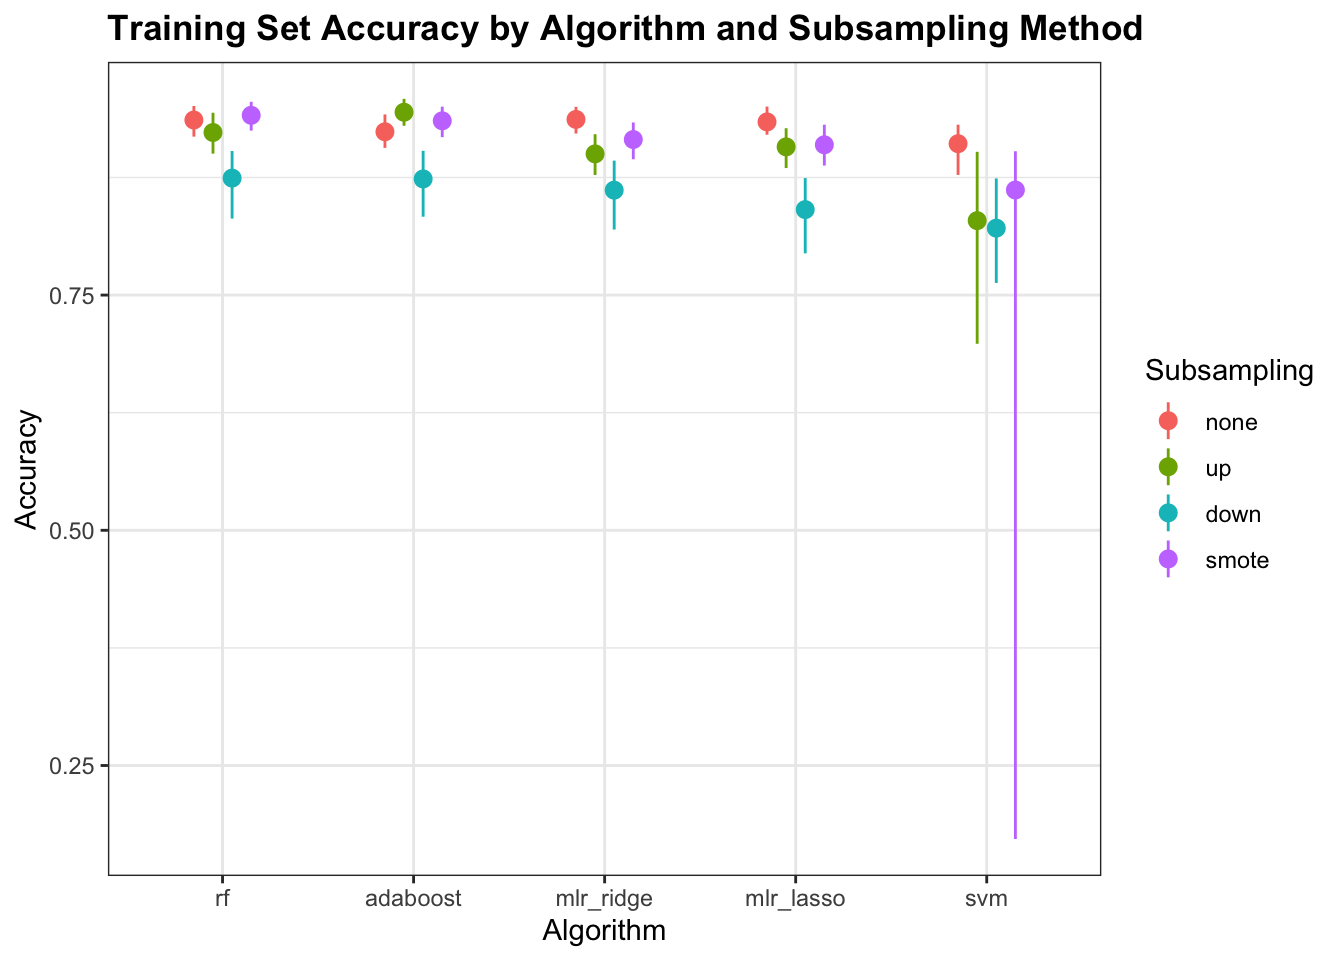 Training Set Accuracy by Algorithm and Subsampling Method
Accuracy
0.75
0.50
0.25
rf
adaboost
mlr_ridge
mlr_lasso
svm
Algorithm
Subsampling
none
up
down
smote